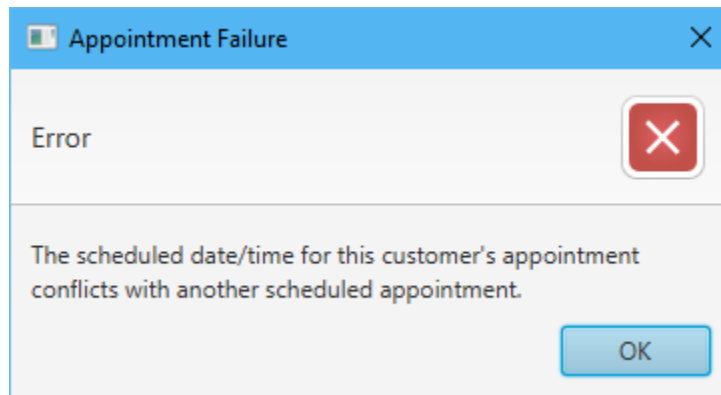 Appointment Failure
Error
The scheduled date/time for this customer's appointment
conflicts with another scheduled appointment.
OK